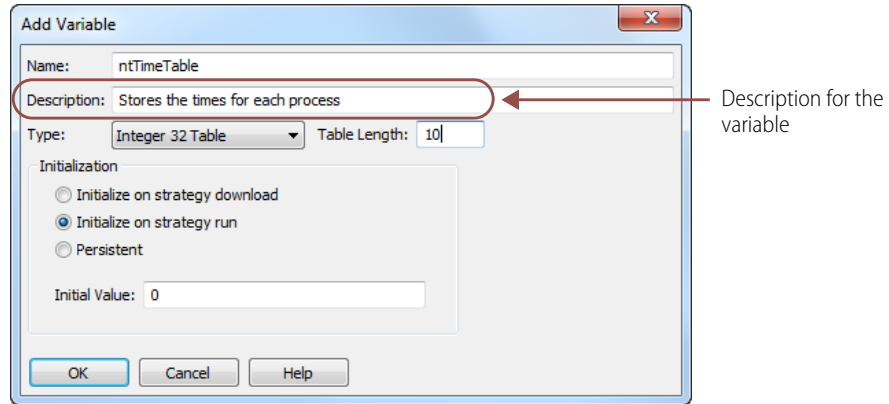 Add Variable
Name: ntTimeTable
Description: Stores the times for each process
Description for the
variable
Type: Integer 32 Table Table Length: 10
Initialization
Initialize on strategy download
Initialize on strategy run
Persistent
Initial Value: 0
OK Cancel Help